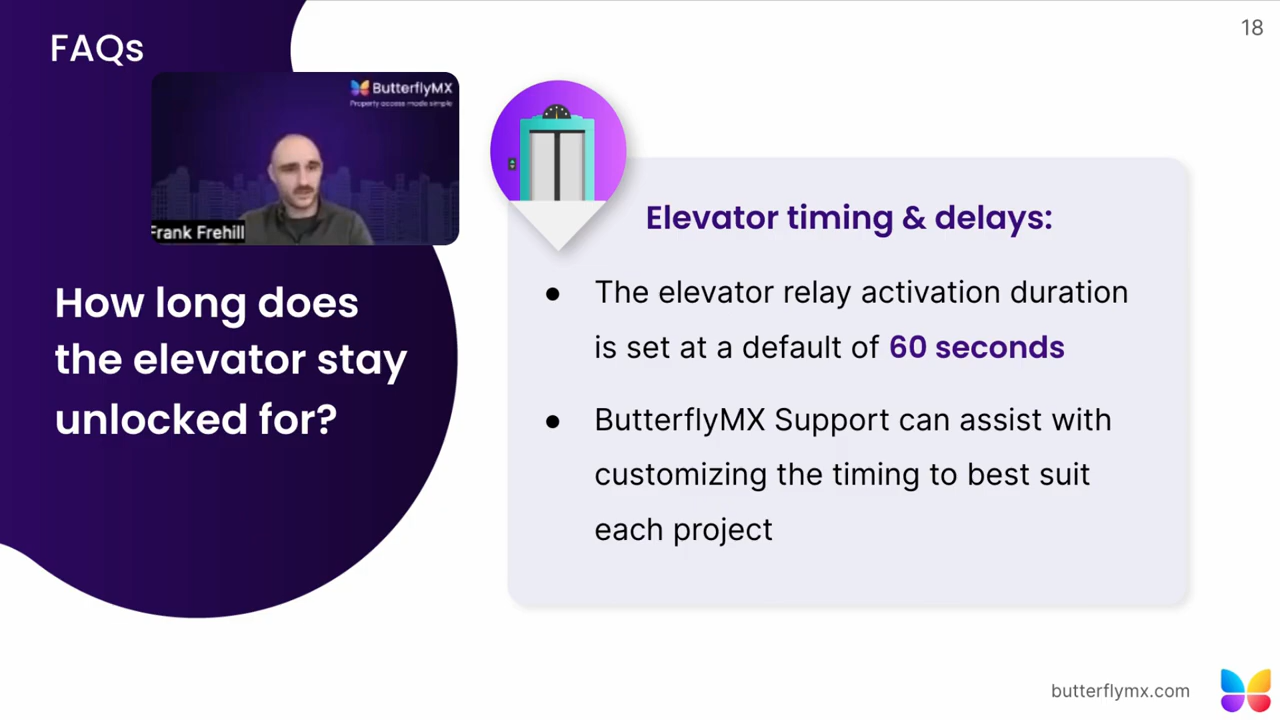 FAQs
18
ButterflyMX
Property access made simple
Frank Frehill
How long does
the elevator stay
unlocked for?
Elevator timing & delays:
● The elevator relay activation duration
is set at a default of 60 seconds
● ButterflyMX Support can assist with
customizing the timing to best suit
each project
butterflymx.com